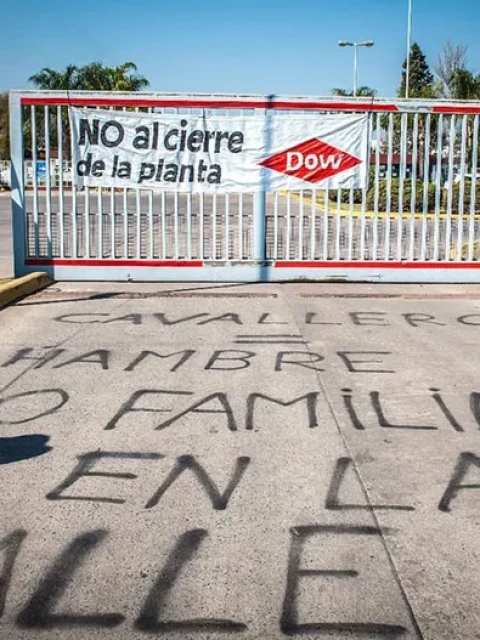 NO al cierre
de la planta
Dow
CAVALLERO
=
HAMBRE
FAMiLi
EN LA
LLE